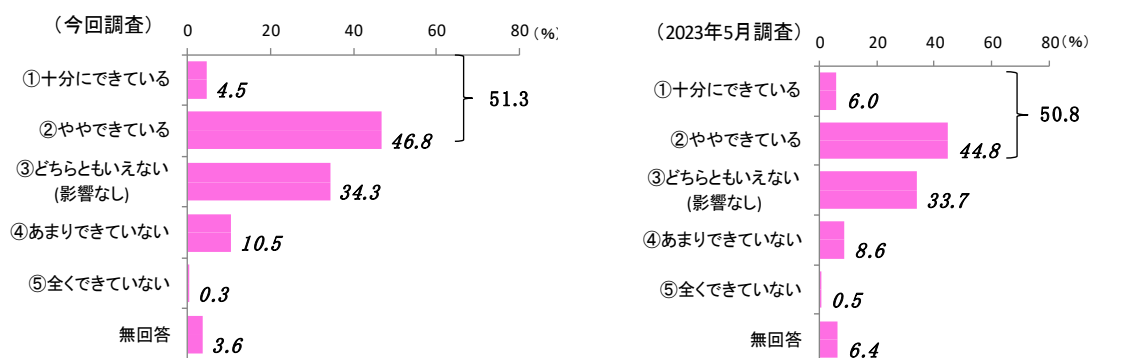 （今回調査）
0 20 40 60 80 (%)
①十分にできている 4.5
②ややできている 46.8
51.3
③どちらともいえない
(影響なし) 34.3
④あまりできていない 10.5
⑤全くできていない 0.3
無回答 3.6
（2023年5月調査）
0 20 40 60 80 (%)
①十分にできている 6.0
②ややできている 44.8
50.8
③どちらともいえない
(影響なし) 33.7
④あまりできていない 8.6
⑤全くできていない 0.5
無回答 6.4